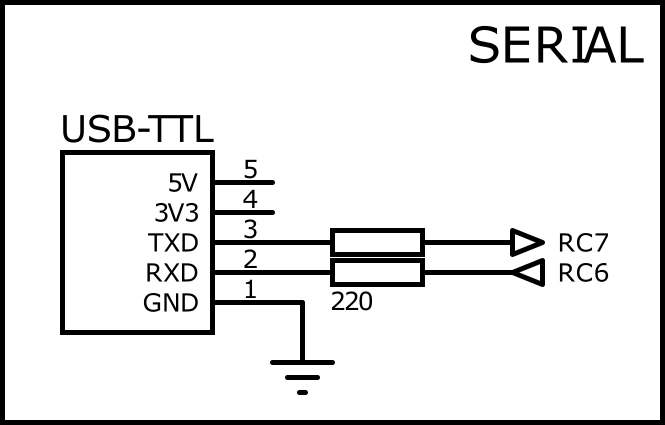 SERIAL
USB-TTL
5V 5
3V3 4
TXD 3 RC7
RXD 2 RC6
GND 1 220